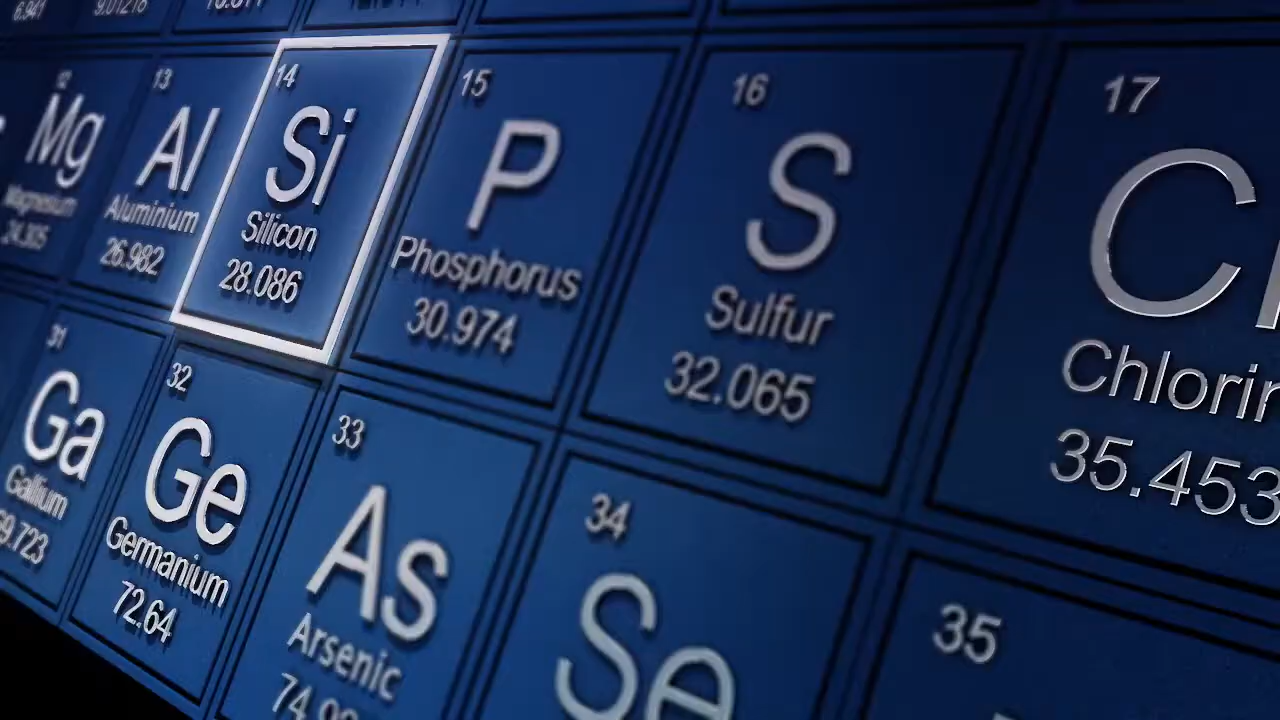 6.941
9.01218
12
Mg
Magnesium
24.305
13
Al
Aluminium
26.982
14
Si
Silicon
28.086
15
P
Phosphorus
30.974
16
S
Sulfur
32.065
17
C
Chlorin
35.453
31
Ga
Gallium
69.723
32
Ge
Germanium
72.64
33
As
Arsenic
74.92
34
Se
35